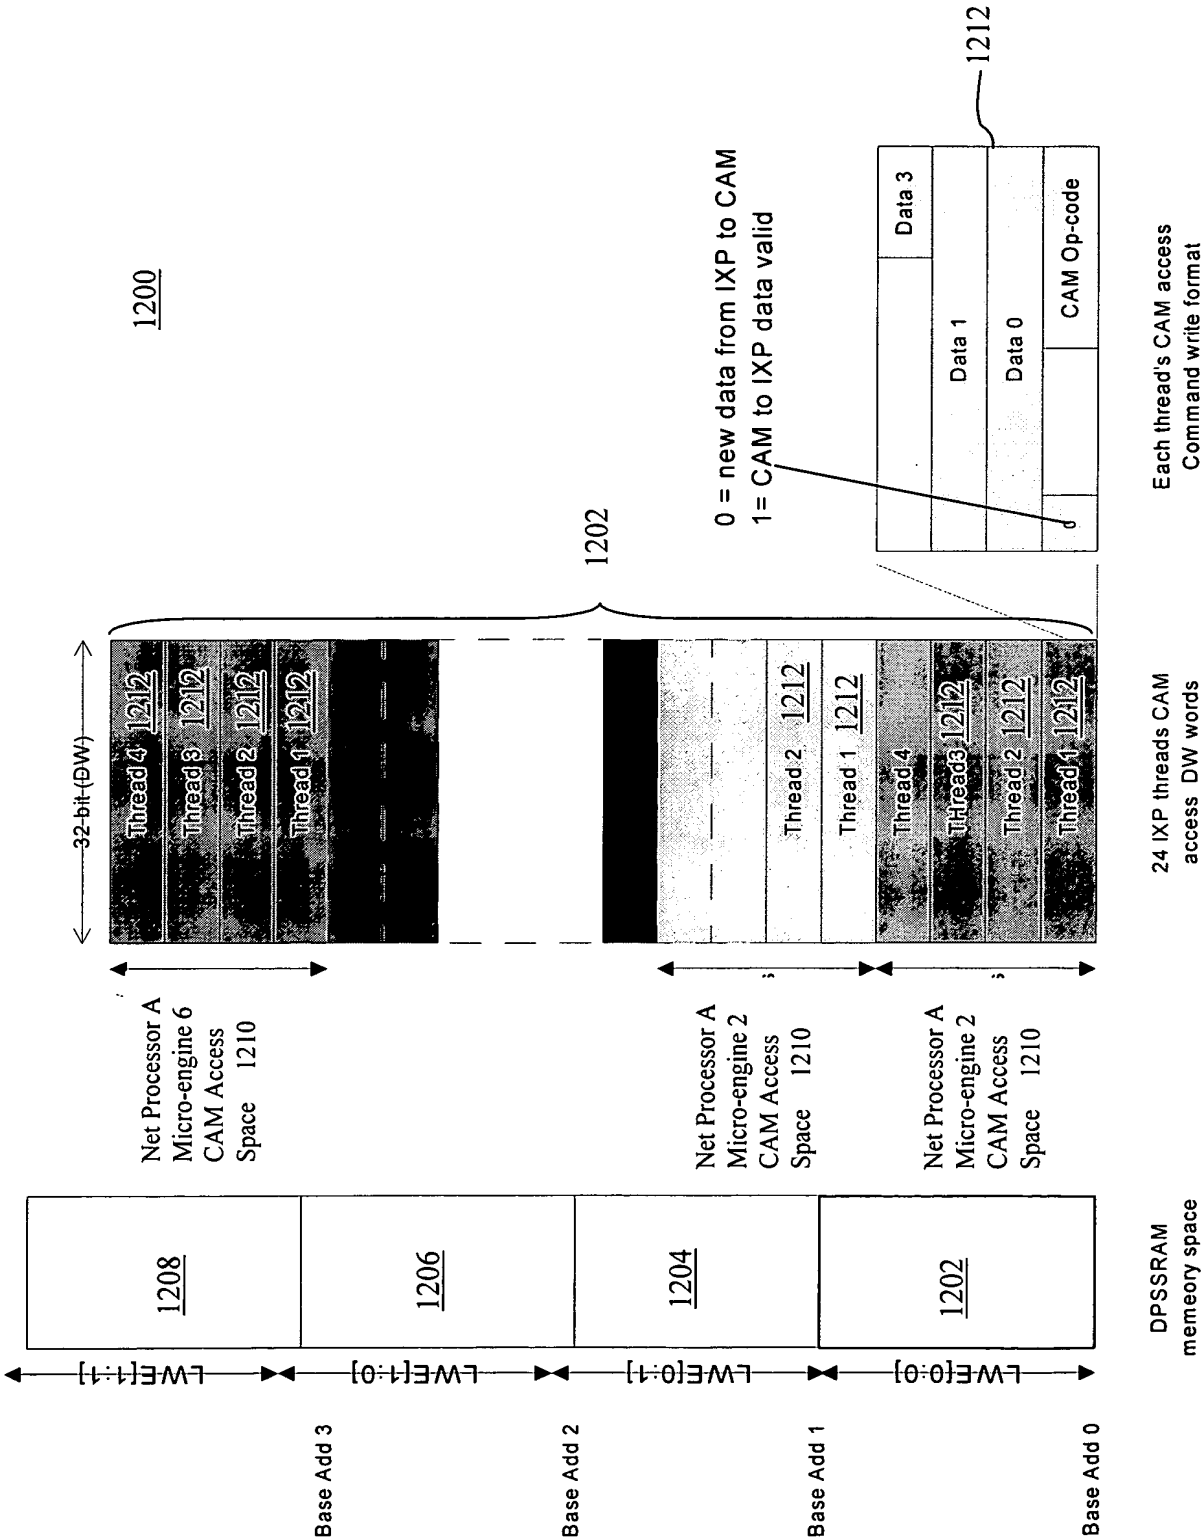 1200
32-bit (DW)
Thread 4 1212
Thread 3 1212
Thread 2 1212
Thread 1 1212
Thread 2 1212
Thread 1 1212
Thread 4
THread3 1212
Thread 2 1212
Thread 1 1212
24 IXP threads CAM
access DW words
1202
0 = new data from IXP to CAM
1= CAM to IXP data valid
1212
Data 3
Data 1
Data 0
CAM Op-code
0
Each thread's CAM access
Command write format
Net Processor A
Micro-engine 6
CAM Access
Space 1210
Net Processor A
Micro-engine 2
CAM Access
Space 1210
Net Processor A
Micro-engine 2
CAM Access
Space 1210
1208
1206
1204
1202
DPSSRAM
memeory space
LW-E[1:1]
LW-E[1:0]
LW-E[0:1]
LW-E[0:0]
Base Add 3
Base Add 2
Base Add 1
Base Add 0